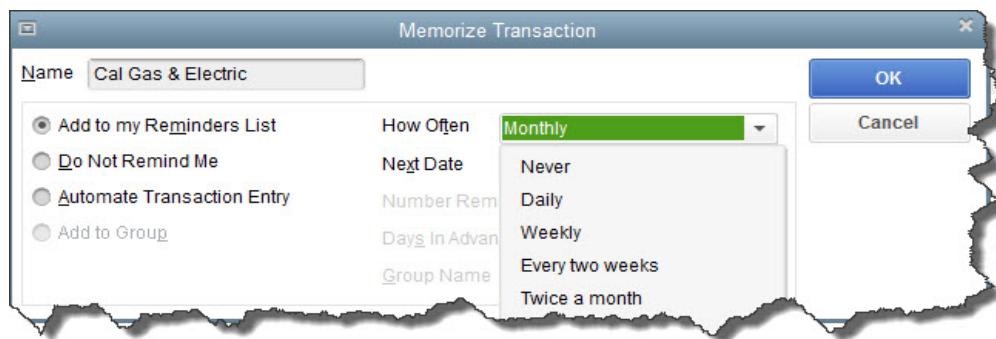 Memorize Transaction
Name Cal Gas & Electric
OK
Cancel
Add to my Reminders List
Do Not Remind Me
Automate Transaction Entry
Add to Group
How Often Monthly
Next Date
Number Rem
Days In Advan
Group Name
Never
Daily
Weekly
Every two weeks
Twice a month